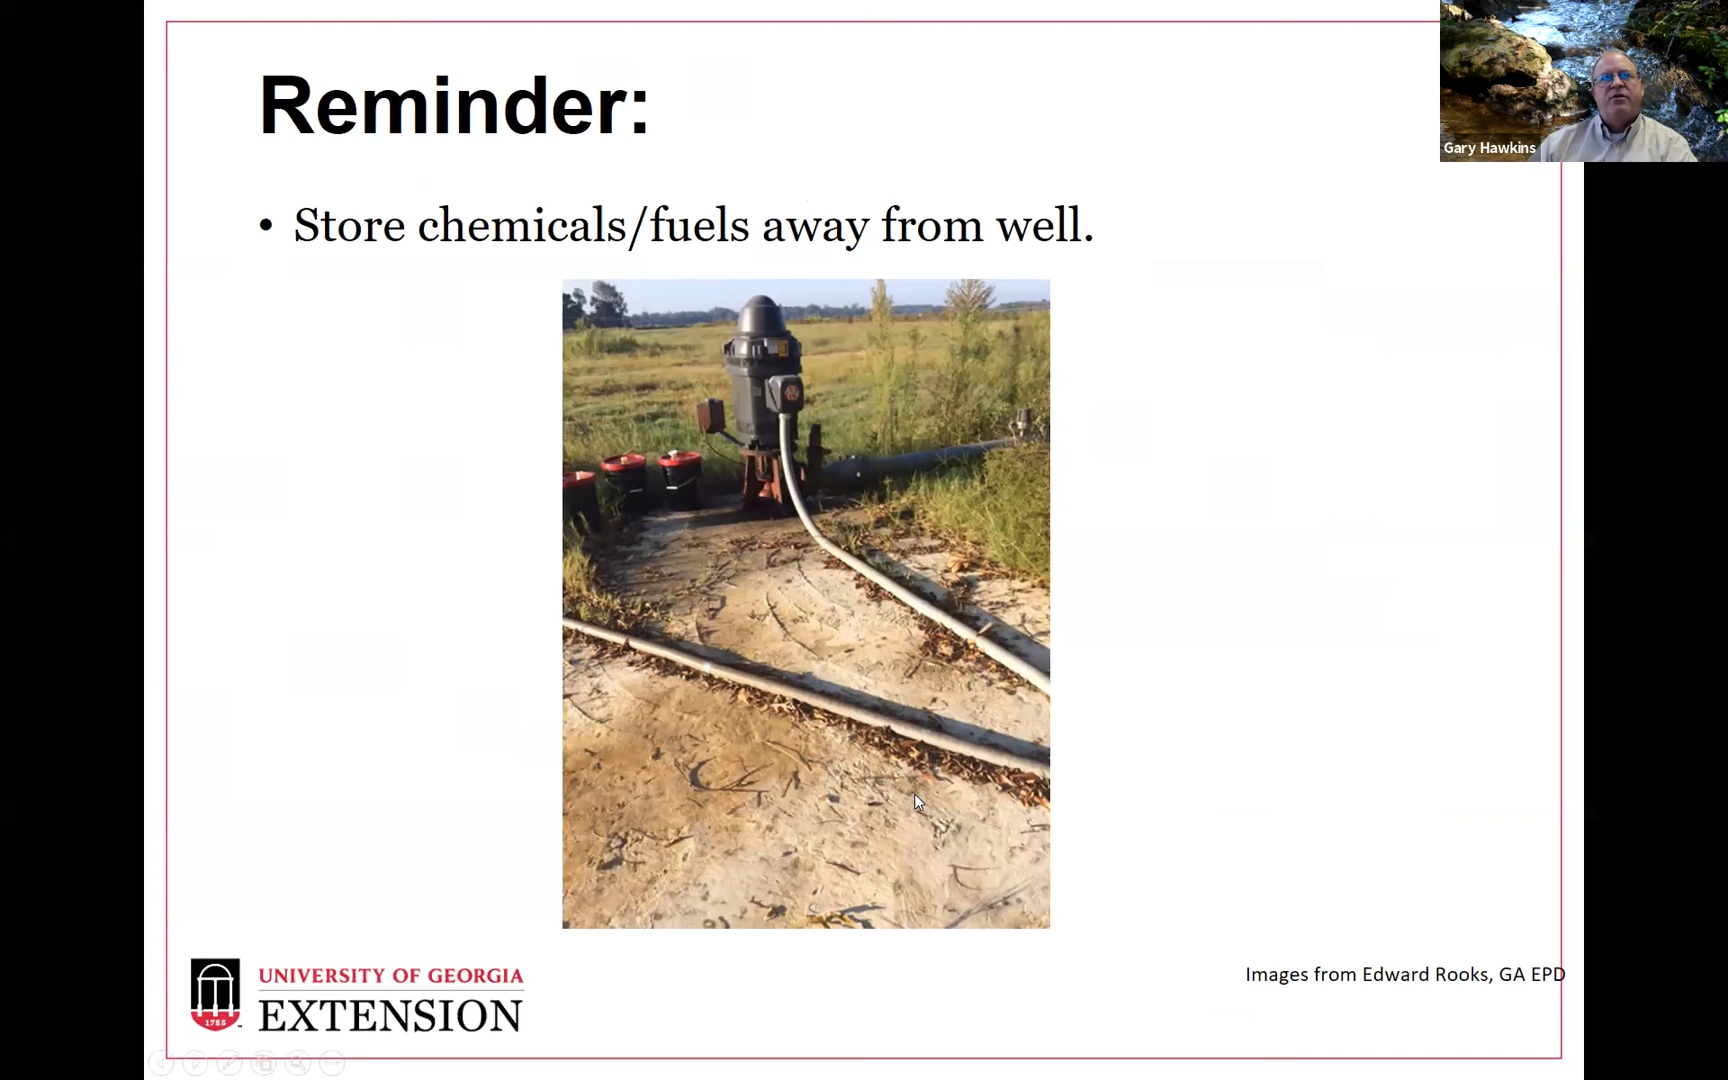 Reminder:
Gary Hawkins
• Store chemicals/fuels away from well.
UNIVERSITY OF GEORGIA
EXTENSION
1785
Images from Edward Rooks, GA EPD